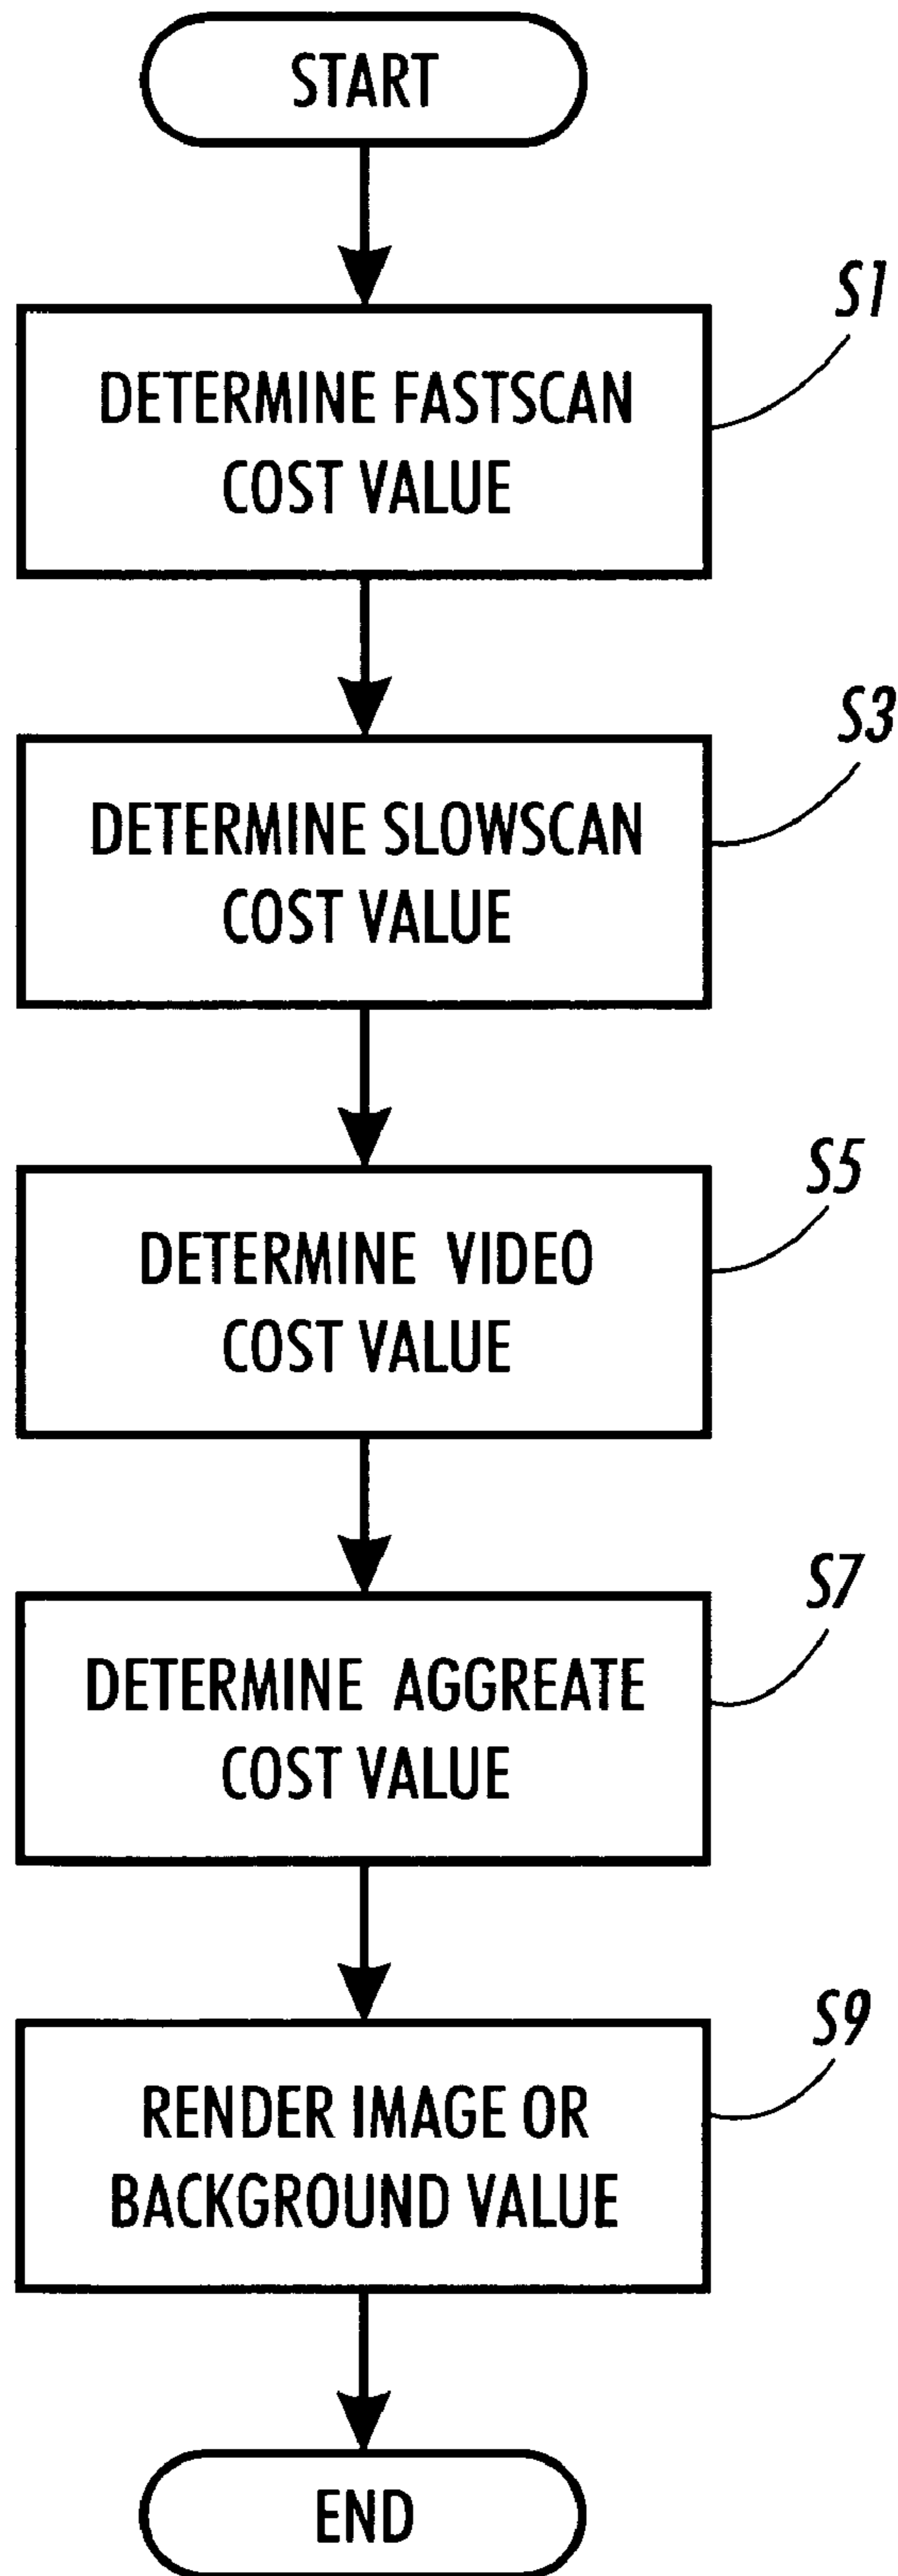 START
S1
DETERMINE FASTSCAN
COST VALUE
S3
DETERMINE SLOWSCAN
COST VALUE
S5
DETERMINE VIDEO
COST VALUE
S7
DETERMINE AGGREATE
COST VALUE
S9
RENDER IMAGE OR
BACKGROUND VALUE
END